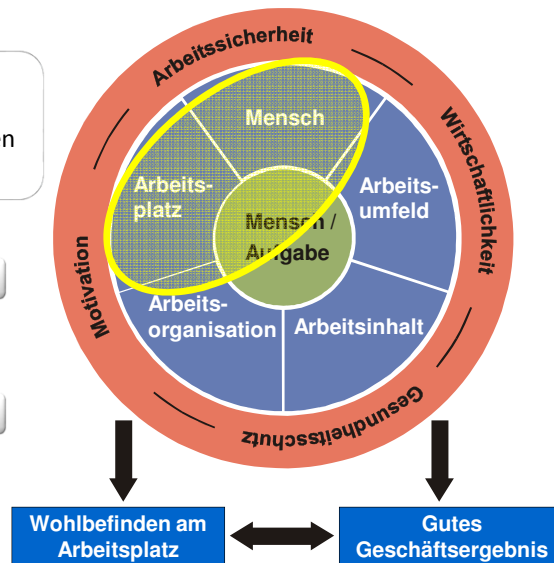 Arbeitssicherheit
en
Mensch
Wirtschaftlichkeit
Arbeits-
platz
Arbeits-
umfeld
Mensch /
Aufgabe
Motivation
Arbeits-
organisation
Arbeitsinhalt
Gesundheitsschutz
Wohlbefinden am
Arbeitsplatz
Gutes
Geschäftsergebnis